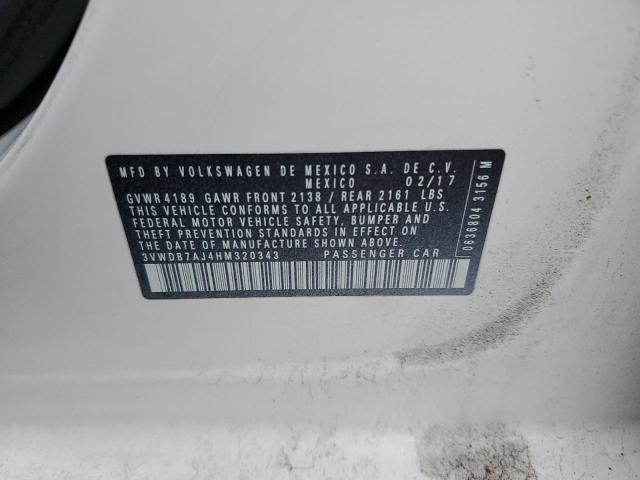 MFD BY VOLKSWAGEN DE MEXICO S.A. DE C.V.
MEXICO 02/17
GVWR 4189 GAWR FRONT 2138 / REAR 2161 LBS
THIS VEHICLE CONFORMS TO ALL APPLICABLE U.S.
FEDERAL MOTOR VEHICLE SAFETY, BUMPER AND
THEFT PREVENTION STANDARDS IN EFFECT ON
THE DATE OF MANUFACTURE SHOWN ABOVE.
3VWDB7AJ4HM320343 PASSENGER CAR
0636804 3156 M